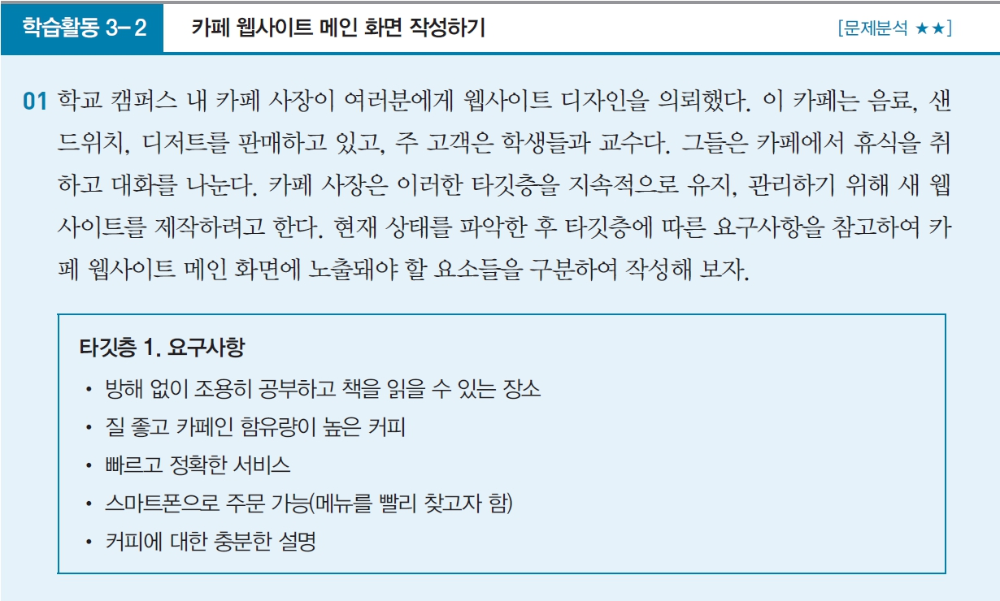 학습활동 3-2 카페 웹사이트 메인 화면 작성하기 [문제분석 ★★]
01 학교 캠퍼스 내 카페 사장이 여러분에게 웹사이트 디자인을 의뢰했다. 이 카페는 음료, 샌
드위치, 디저트를 판매하고 있고, 주 고객은 학생들과 교수다. 그들은 카페에서 휴식을 취
하고 대화를 나눈다. 카페 사장은 이러한 타깃층을 지속적으로 유지, 관리하기 위해 새 웹
사이트를 제작하려고 한다. 현재 상태를 파악한 후 타깃층에 따른 요구사항을 참고하여 카
페 웹사이트 메인 화면에 노출돼야 할 요소들을 구분하여 작성해 보자.
타깃층 1. 요구사항
• 방해 없이 조용히 공부하고 책을 읽을 수 있는 장소
• 질 좋고 카페인 함유량이 높은 커피
• 빠르고 정확한 서비스
• 스마트폰으로 주문 가능(메뉴를 빨리 찾고자 함)
• 커피에 대한 충분한 설명